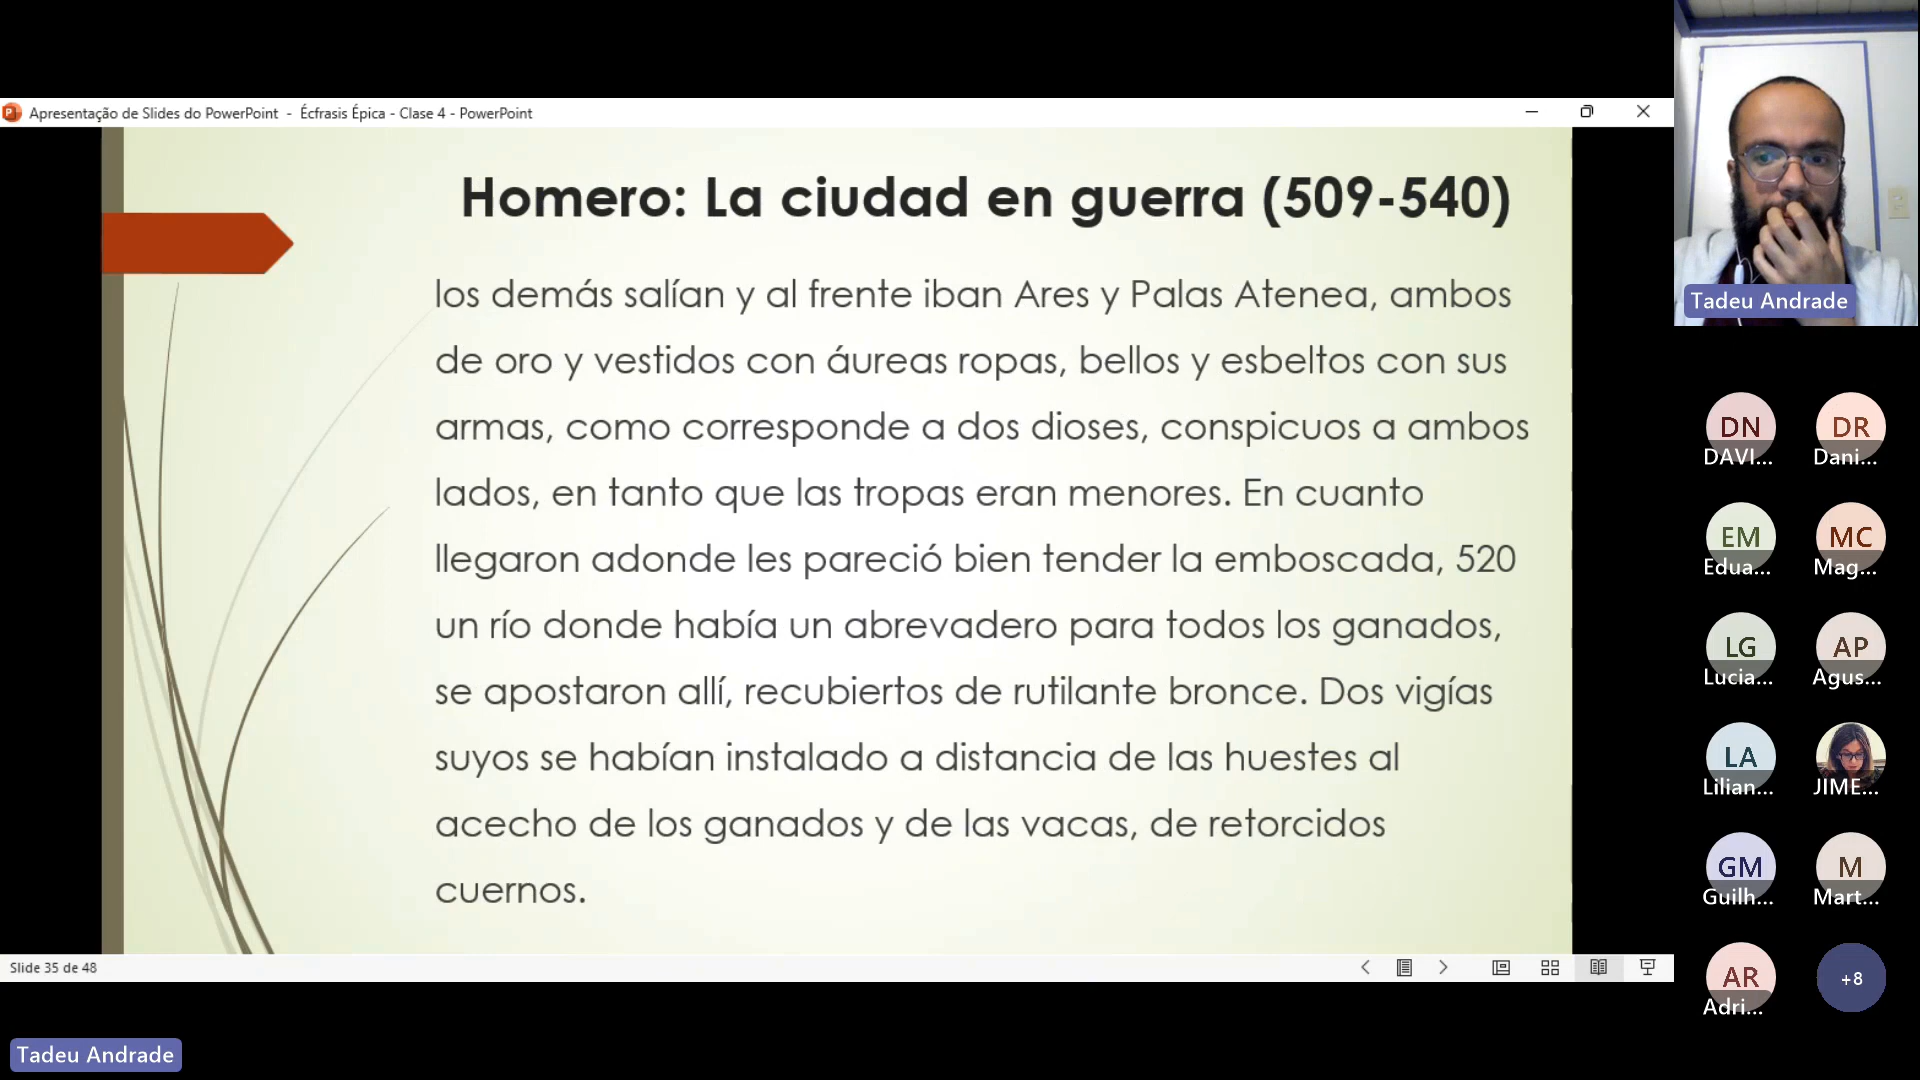 Apresentação de Slides do PowerPoint - Écfrasis Épica - Clase 4 - PowerPoint
Homero: La ciudad en guerra (509-540)
los demás salían y al frente iban Ares y Palas Atenea, ambos
de oro y vestidos con áureas ropas, bellos y esbeltos con sus
armas, como corresponde a dos dioses, conspicuos a ambos
lados, en tanto que las tropas eran menores. En cuanto
llegaron adonde les pareció bien tender la emboscada, 520
un río donde había un abrevadero para todos los ganados,
se apostaron allí, recubiertos de rutilante bronce. Dos vigías
suyos se habían instalado a distancia de las huestes al
acecho de los ganados y de las vacas, de retorcidos
cuernos.
Slide 35 de 48
Tadeu Andrade
Tadeu Andrade
DN
DAVI...
DR
Dani...
EM
Edua...
MC
Mag...
LG
Lucia...
AP
Agus...
LA
Lilian...
JIME...
GM
Guilh...
M
Mart...
AR
Adri...
+8